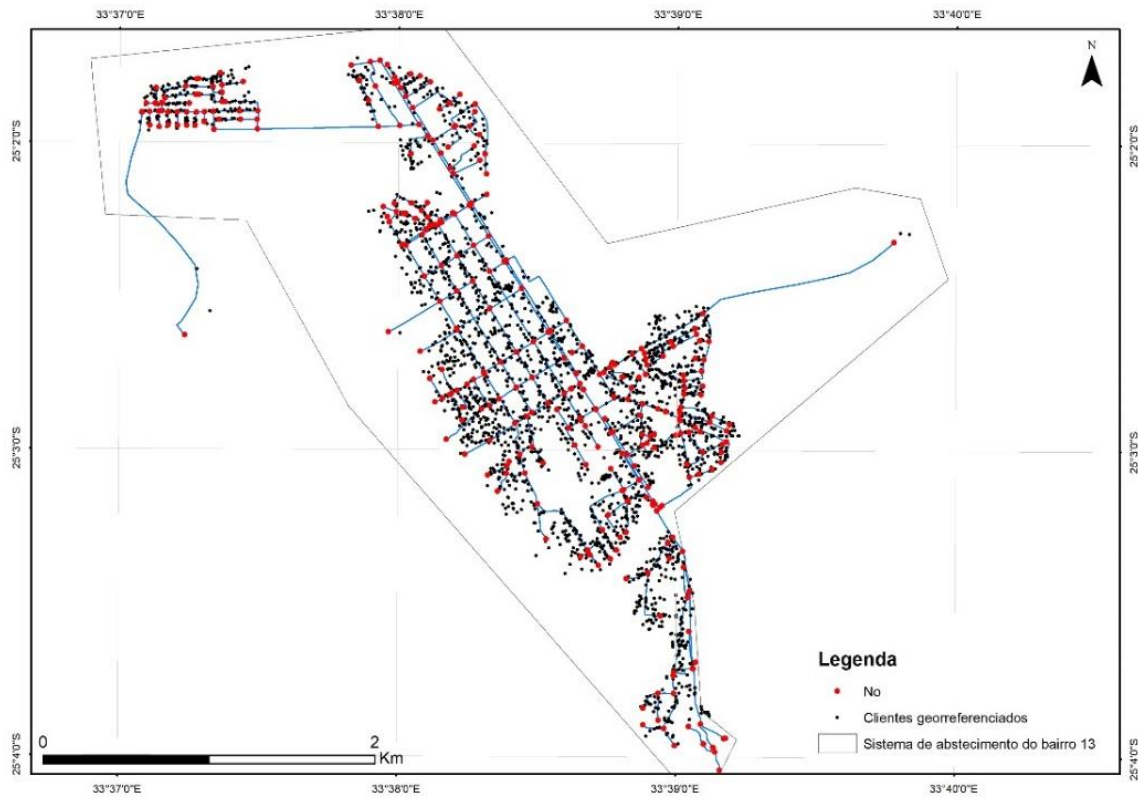 33°37'0"E 33°38'0"E 33°39'0"E 33°40'0"E
N
25°2'0"S 25°2'0"S
25°3'0"S 25°3'0"S
Legenda
No
Clientes georreferenciados
Sistema de abstecimento do bairro 13
0 2
Km
25°4'0"S 25°4'0"S
33°37'0"E 33°38'0"E 33°39'0"E 33°40'0"E